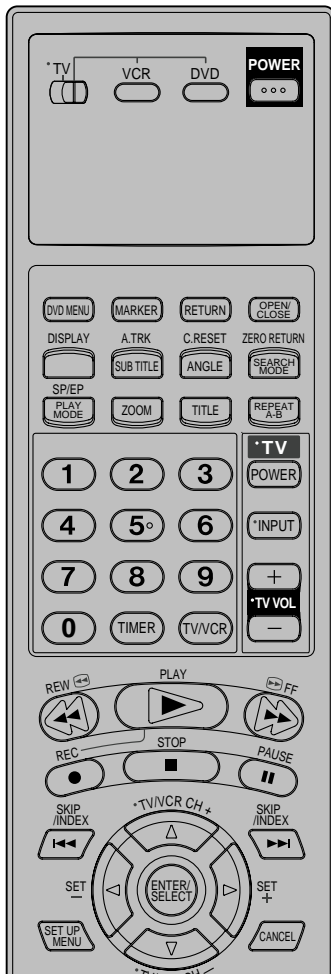 *TV VCR DVD POWER
DVD MENU MARKER RETURN OPEN/
CLOSE
DISPLAY A.TRK C.RESET ZERO RETURN
SUB TITLE ANGLE SEARCH
MODE
SP/EP
PLAY
MODE ZOOM TITLE REPEAT
A-B
*TV
1 2 3 POWER
4 5 6 *INPUT
7 8 9 +
*TV VOL
0 TIMER TV/VCR −
REW PLAY FF
REC STOP PAUSE
SKIP
/INDEX *TV/VCR CH + SKIP
/INDEX
SET
− ENTER/
SELECT SET
+
SET UP
MENU CANCEL